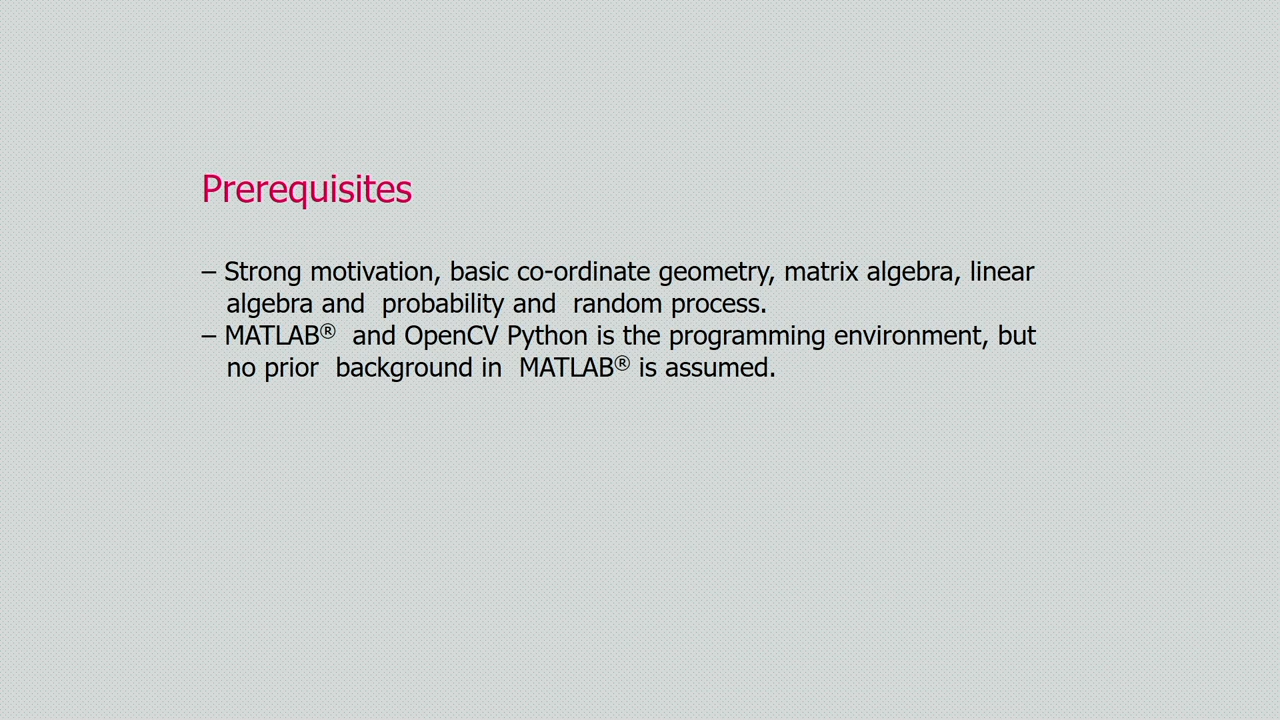 Prerequisites
– Strong motivation, basic co-ordinate geometry, matrix algebra, linear
algebra and  probability and  random process.
– MATLAB®  and OpenCV Python is the programming environment, but
no prior  background in  MATLAB® is assumed.